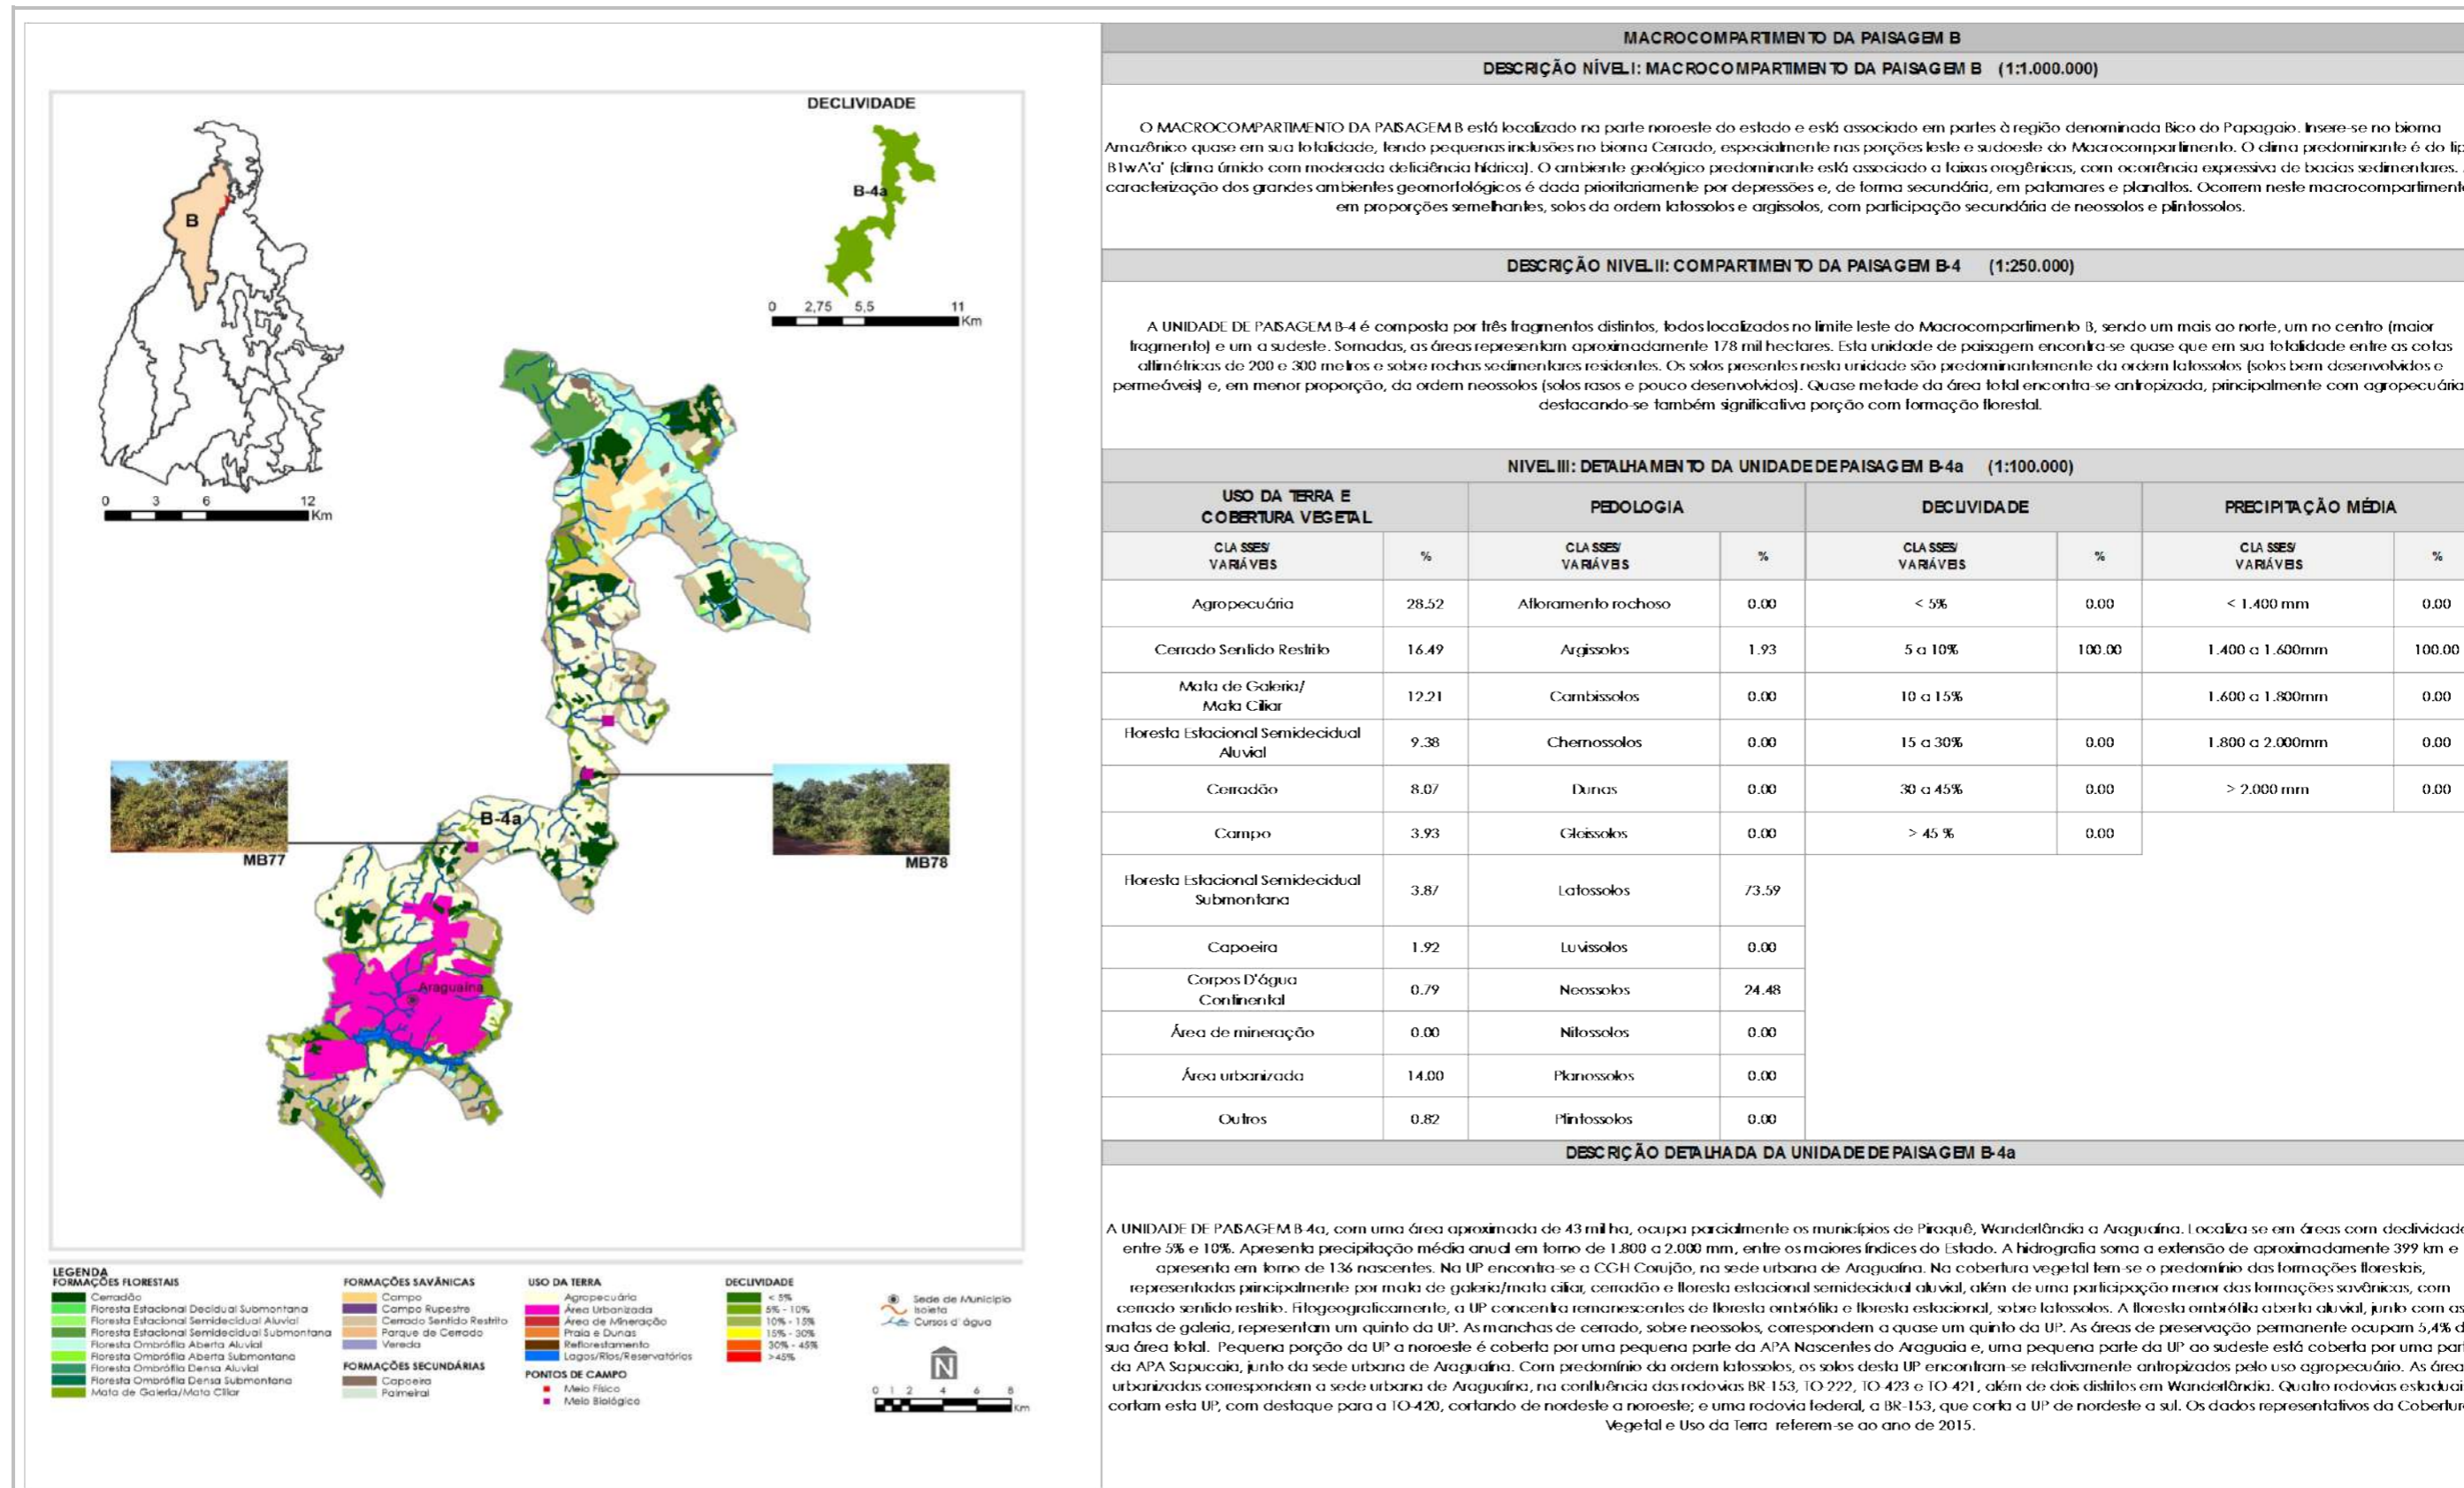 DECLIVIDADE
B-4a
0 2,75 5,5 11
Km
B
0 3 6 12
Km
B-4a
MB77
MB78
Araguaína
LEGENDA
FORMAÇÕES FLORESTAIS
Cerradão
Floresta Estacional Decidual Submontana
Floresta Estacional Semidecidual Aluvial
Floresta Estacional Semidecidual Submontana
Floresta Ombrófila Aberta Aluvial
Floresta Ombrófila Aberta Submontana
Floresta Ombrófila Densa Aluvial
Floresta Ombrófila Densa Submontana
Mata de Galeria/Mata Ciliar
FORMAÇÕES SAVÂNICAS
Campo
Campo Rupestre
Cerrado Sentido Restrito
Parque de Cerrado
Vereda
FORMAÇÕES SECUNDÁRIAS
Capoeira
Palmeiral
USO DA TERRA
Agropecuária
Área Urbanizada
Área de Mineração
Praia e Dunas
Reflorestamento
Lagos/Rios/Reservatórios
PONTOS DE CAMPO
Meio Físico
Meio Biológico
DECLIVIDADE
< 5%
5% - 10%
10% - 15%
15% - 30%
30% - 45%
>45%
Sede de Município
Isoieta
Cursos d' água
N
0 1 2 4 6 8
Km
MACROCOMPARTIMENTO DA PAISAGEM B
DESCRIÇÃO NÍVEL I: MACROCOMPARTIMENTO DA PAISAGEM B (1:1.000.000)
O MACROCOMPARTIMENTO DA PAISAGEM B está localizado na parte noroeste do estado e está associado em partes à região denominada Bico do Papagaio. Insere-se no bioma
Amazônico quase em sua totalidade, tendo pequenas inclusões no bioma Cerrado, especialmente nas porções leste e sudoeste do Macrocompartimento. O clima predominante é do
B1wA'a' (clima úmido com moderada deficiência hídrica). O ambiente geológico predominante está associado a faixas orogênicas, com ocorrência expressiva de bacias sedimentares.
caracterização dos grandes ambientes geomorfológicos é dada prioritariamente por depressões e, de forma secundária, em patamares e planaltos. Ocorrem neste macrocompartimento
em proporções semelhantes, solos da ordem latossolos e argissolos, com participação secundária de neossolos e plintossolos.
DESCRIÇÃO NIVEL II: COMPARTIMENTO DA PAISAGEM B-4 (1:250.000)
A UNIDADE DE PAISAGEM B-4 é composta por três fragmentos distintos, todos localizados no limite leste do Macrocompartimento B, sendo um mais ao norte, um no centro (maior
fragmento) e um a sudeste. Somadas, as áreas representam aproximadamente 178 mil hectares. Esta unidade de paisagem encontra-se quase que em sua totalidade entre as cotas
altimétricas de 200 e 300 metros e sobre rochas sedimentares residentes. Os solos presentes nesta unidade são predominantemente da ordem latossolos (solos bem desenvolvidos e
permeáveis) e, em menor proporção, da ordem neossolos (solos rasos e pouco desenvolvidos). Quase metade da área total encontra-se antropizada, principalmente com agropecuária
destacando-se também significativa porção com formação florestal.
NIVEL III: DETALHAMENTO DA UNIDADE DE PAISAGEM B-4a (1:100.000)
USO DA TERRA E COBERTURA VEGETAL PEDOLOGIA DECLIVIDADE PRECIPITAÇÃO MÉDIA
CLASSES/ VARIÁVEIS % CLASSES/ VARIÁVEIS % CLASSES/ VARIÁVEIS % CLASSES/ VARIÁVEIS %
Agropecuária 28.52 Afloramento rochoso 0.00 < 5% 0.00 < 1.400 mm 0.00
Cerrado Sentido Restrito 16.49 Argissolos 1.93 5 a 10% 100.00 1.400 a 1.600mm 100.00
Mata de Galeria/ Mata Ciliar 12.21 Cambissolos 0.00 10 a 15% 1.600 a 1.800mm 0.00
Floresta Estacional Semidecidual Aluvial 9.38 Chernossolos 0.00 15 a 30% 0.00 1.800 a 2.000mm 0.00
Cerradão 8.07 Dunas 0.00 30 a 45% 0.00 > 2.000 mm 0.00
Campo 3.93 Gleissolos 0.00 > 45 % 0.00
Floresta Estacional Semidecidual Submontana 3.87 Latossolos 73.59
Capoeira 1.92 Luvissolos 0.00
Corpos D'água Continental 0.79 Neossolos 24.48
Área de mineração 0.00 Nitossolos 0.00
Área urbanizada 14.00 Planossolos 0.00
Outros 0.82 Plintossolos 0.00
DESCRIÇÃO DETALHADA DA UNIDADE DE PAISAGEM B-4a
A UNIDADE DE PAISAGEM B-4a, com uma área aproximada de 43 mil ha, ocupa parcialmente os municípios de Piraquê, Wanderlândia a Araguaína. Localiza-se em áreas com declividade
entre 5% e 10%. Apresenta precipitação média anual em torno de 1.800 a 2.000 mm, entre os maiores índices do Estado. A hidrografia soma a extensão de aproximadamente 399 km e
apresenta em torno de 136 nascentes. Na UP encontra-se a CGH Corujão, na sede urbana de Araguaína. Na cobertura vegetal tem-se o predomínio das formações florestais,
representadas principalmente por mata de galeria/mata ciliar, cerradão e floresta estacional semidecidual aluvial, além de uma participação menor das formações savânicas, com
cerrado sentido restrito. Fitogeograficamente, a UP concentra remanescentes de floresta ombrófila e floresta estacional, sobre latossolos. A floresta ombrófila aberta aluvial, junto com as
matas de galeria, representam um quinto da UP. As manchas de cerrado, sobre neossolos, correspondem a quase um quinto da UP. As áreas de preservação permanente ocupam 5,4%
sua área total. Pequena porção da UP a noroeste é coberta por uma pequena parte da APA Nascentes do Araguaia e, uma pequena parte da UP ao sudeste está coberta por uma
da APA Sapucaia, junto da sede urbana de Araguaína. Com predomínio da ordem latossolos, os solos desta UP encontram-se relativamente antropizados pelo uso agropecuário. As
urbanizadas correspondem a sede urbana de Araguaína, na confluência das rodovias BR-153, TO-222, TO-423 e TO-421, além de dois distritos em Wanderlândia. Quatro rodovias
cortam esta UP, com destaque para a TO-420, cortando de nordeste a noroeste; e uma rodovia federal, a BR-153, que corta a UP de nordeste a sul. Os dados representativos da
Vegetal e Uso da Terra referem-se ao ano de 2015.